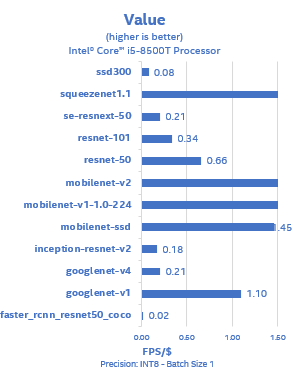 Value
(higher is better)
Intel® Core™ i5-8500T Processor
ssd300 0.08
squeezenet1.1
se-resnext-50 0.21
resnet-101 0.34
resnet-50 0.66
mobilenet-v2
mobilenet-v1-1.0-224
mobilenet-ssd 1.45
inception-resnet-v2 0.18
googlenet-v4 0.21
googlenet-v1 1.10
faster_rcnn_resnet50_coco 0.02
0.00 0.50 1.00 1.50
FPS/$
Precision: INT8 - Batch Size 1